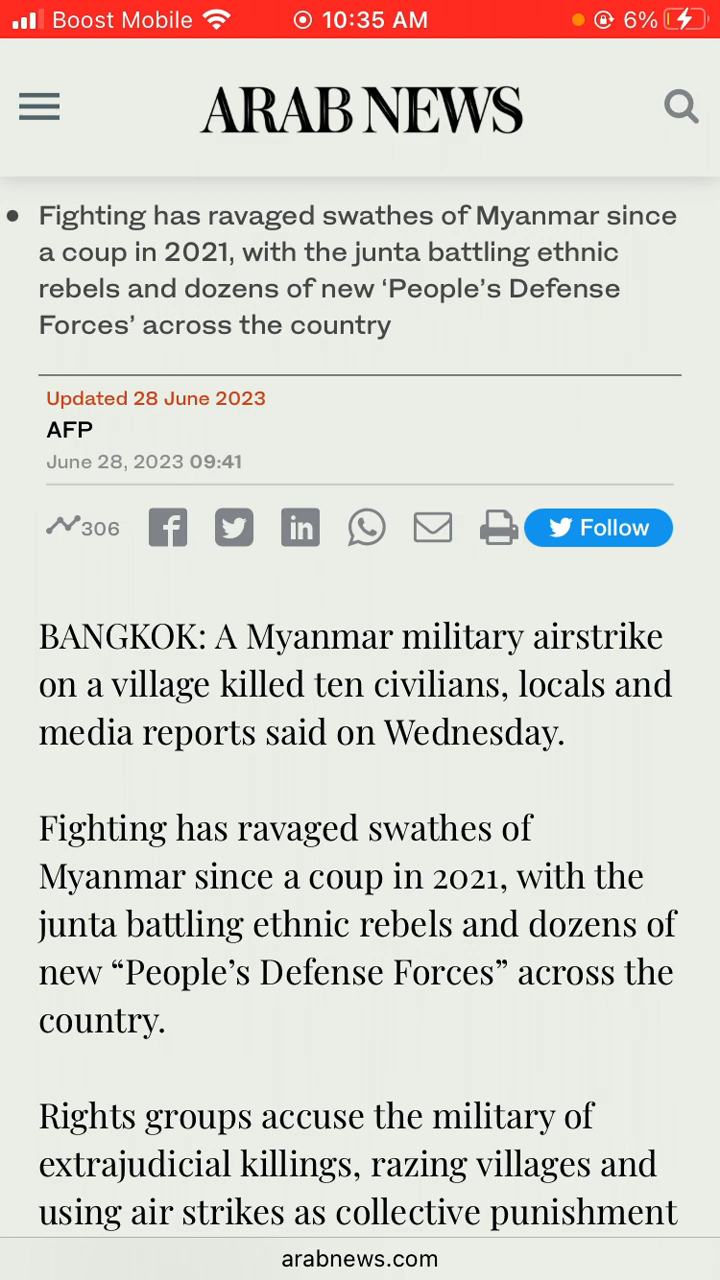 Boost Mobile 10:35 AM 6%
ARAB NEWS
• Fighting has ravaged swathes of Myanmar since
a coup in 2021, with the junta battling ethnic
rebels and dozens of new ‘People’s Defense
Forces’ across the country
Updated 28 June 2023
AFP
June 28, 2023 09:41
306 Follow
BANGKOK: A Myanmar military airstrike
on a village killed ten civilians, locals and
media reports said on Wednesday.
Fighting has ravaged swathes of
Myanmar since a coup in 2021, with the
junta battling ethnic rebels and dozens of
new “People’s Defense Forces” across the
country.
Rights groups accuse the military of
extrajudicial killings, razing villages and
using air strikes as collective punishment
arabnews.com